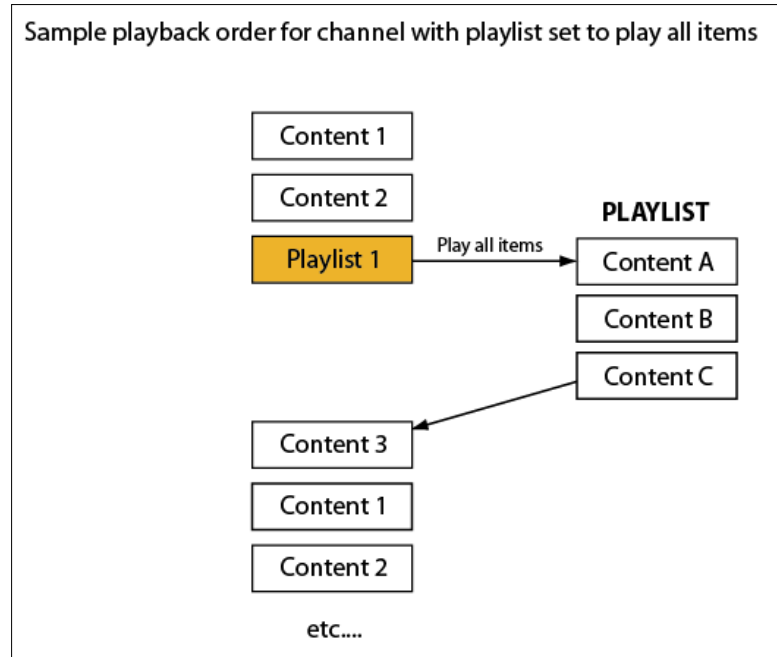 Sample playback order for channel with playlist set to play all items
Content 1
Content 2
PLAYLIST
Playlist 1
Play all items
Content A
Content B
Content C
Content 3
Content 1
Content 2
etc....